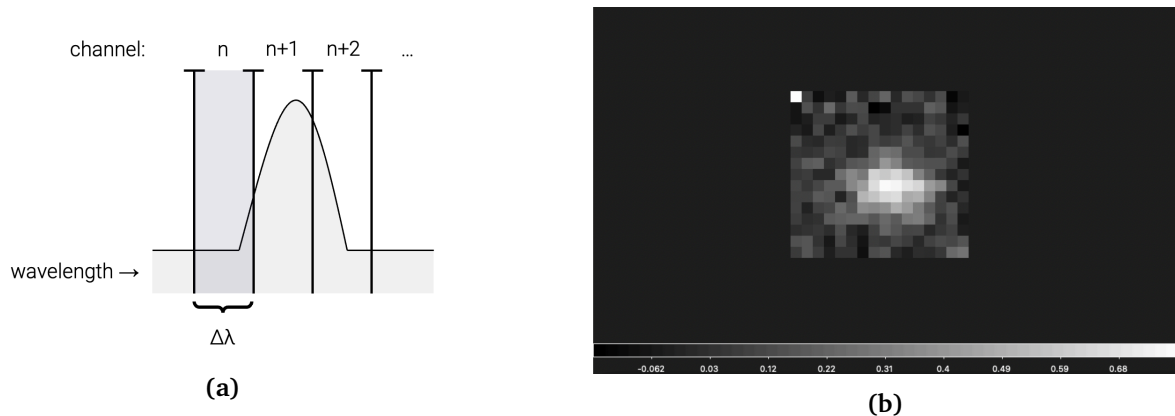 channel: n n+1 n+2 ...
wavelength →
Δλ
(a)
-0.062 0.03 0.12 0.22 0.31 0.4 0.49 0.59 0.68
(b)